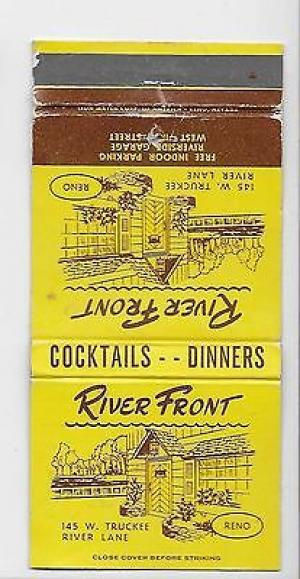 FREE INDOOR PARKING
RIVERSIDE GARAGE
WEST STREET
145 W. TRUCKEE
RIVER LANE
RENO
RIVER FRONT
COCKTAILS - - DINNERS
RIVER FRONT
145 W. TRUCKEE
RIVER LANE
RENO
CLOSE COVER BEFORE STRIKING